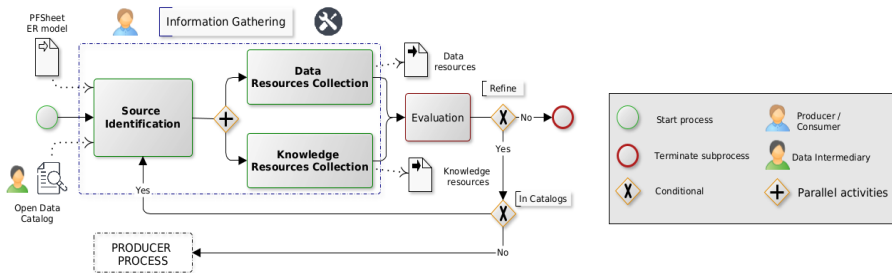 PFSheet
ER model
Information Gathering
Data
Resources Collection
Data
resources
Source
Identification
Evaluation
Refine
No
Yes
Knowledge
Resources Collection
Knowledge
resources
Open Data
Catalog
Yes
In Catalogs
No
PRODUCER
PROCESS
Start process
Producer /
Consumer
Terminate subprocess
Data Intermediary
Conditional
Parallel activities